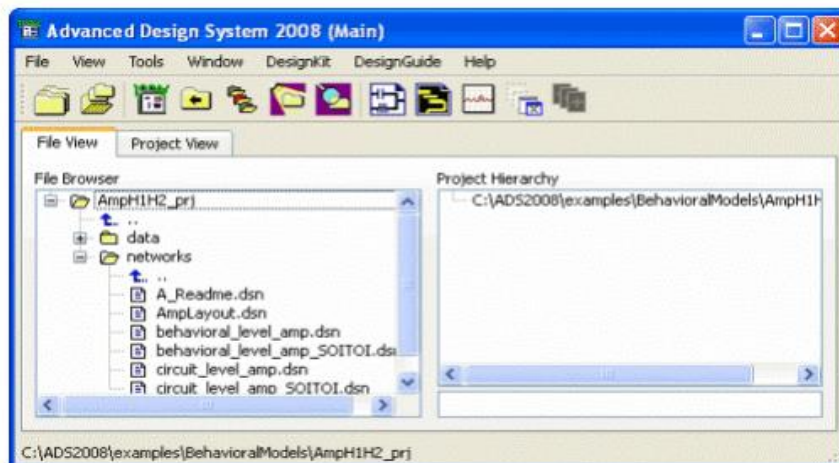 Advanced Design System 2008 (Main)
File View Tools Window DesignKit DesignGuide Help
File View Project View
File Browser
AmpH1H2_prj
..
data
networks
..
A_Readme.dsn
AmpLayout.dsn
behavioral_level_amp.dsn
behavioral_level_amp_SOITOI.ds
circuit_level_amp.dsn
circuit_level_amp_SOITOI.dsn
Project Hierarchy
C:\ADS2008\examples\BehavioralModels\AmpH1H
C:\ADS2008\examples\BehavioralModels\AmpH1H2_prj